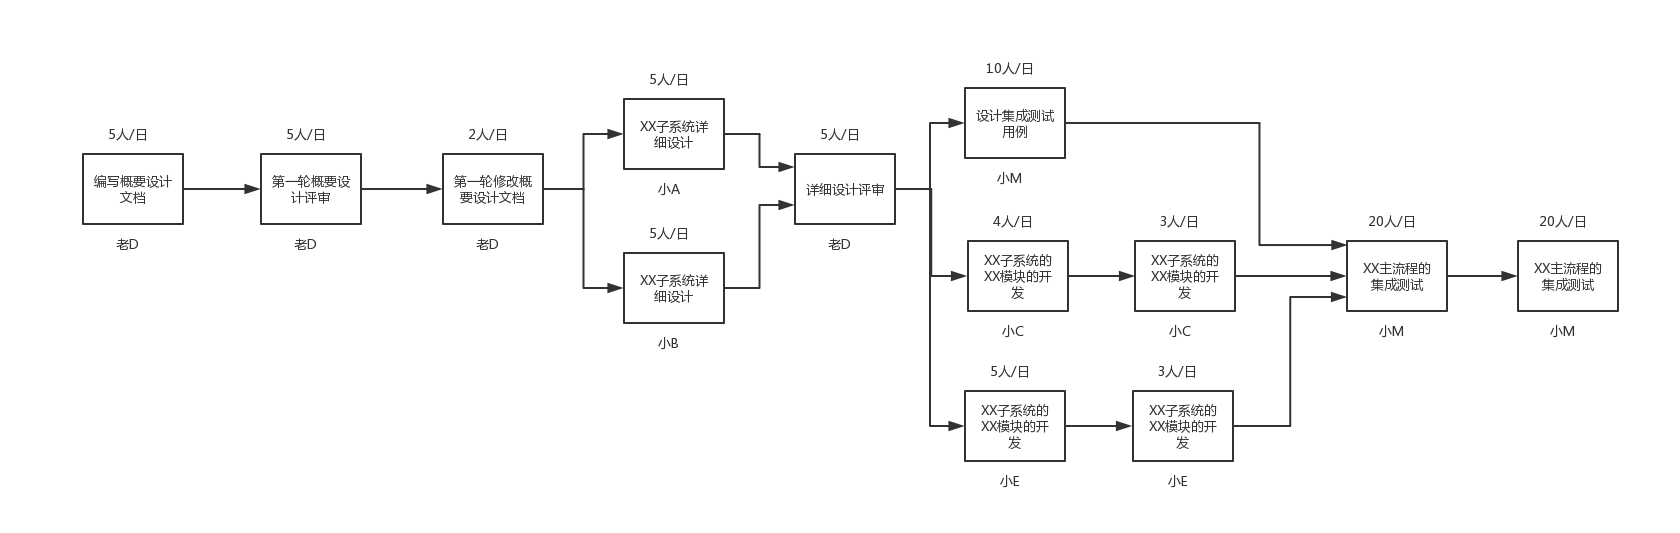 5人/日
编写概要设计
文档
老D
5人/日
第一轮概要设
计评审
老D
2人/日
第一轮修改概
要设计文档
老D
5人/日
XX子系统详
细设计
小A
5人/日
XX子系统详
细设计
小B
5人/日
详细设计评审
老D
10人/日
设计集成测试
用例
小M
4人/日
XX子系统的
XX模块的开
发
小C
3人/日
XX子系统的
XX模块的开
发
小C
5人/日
XX子系统的
XX模块的开
发
小E
3人/日
XX子系统的
XX模块的开
发
小E
20人/日
XX主流程的
集成测试
小M
20人/日
XX主流程的
集成测试
小M